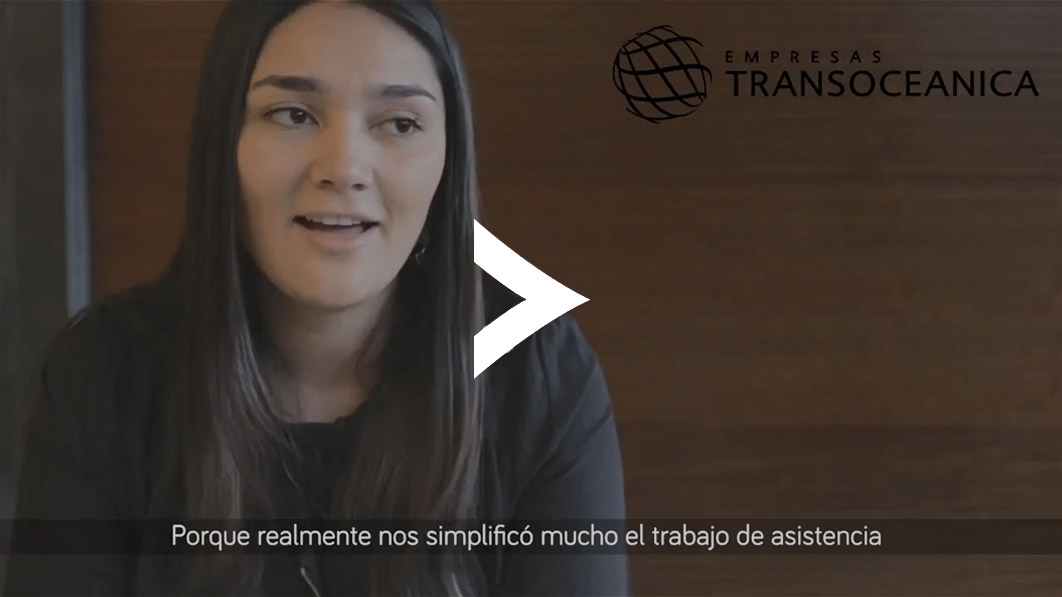 EMPRESAS
TRANSOCEANICA
Porque realmente nos simplificó mucho el trabajo de asistencia